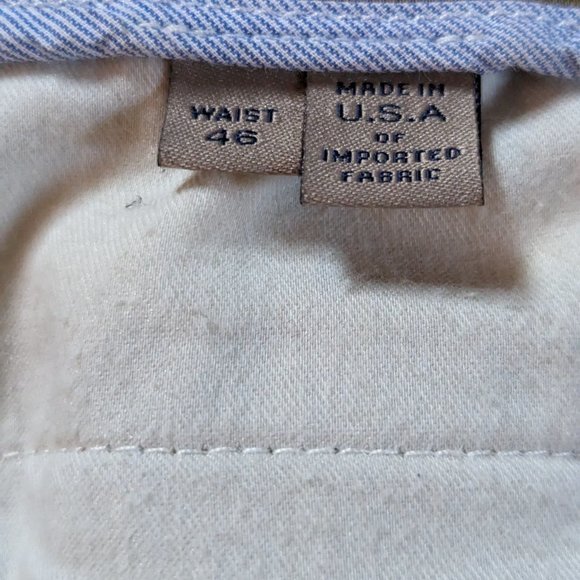 WAIST
46
MADE IN
U.S.A
OF
IMPORTED
FABRIC